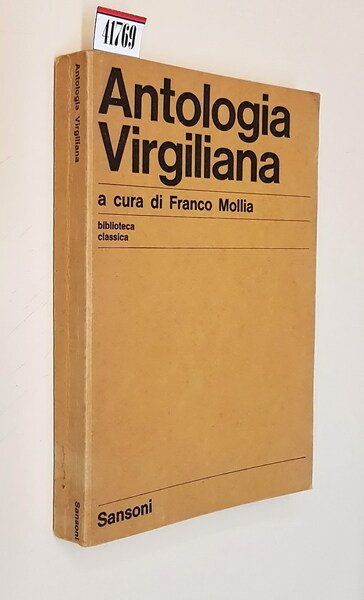 41769
Antologia
Virgiliana
a cura di Franco Mollia
biblioteca
classica
Sansoni
Antologia Virgiliana
Sansoni